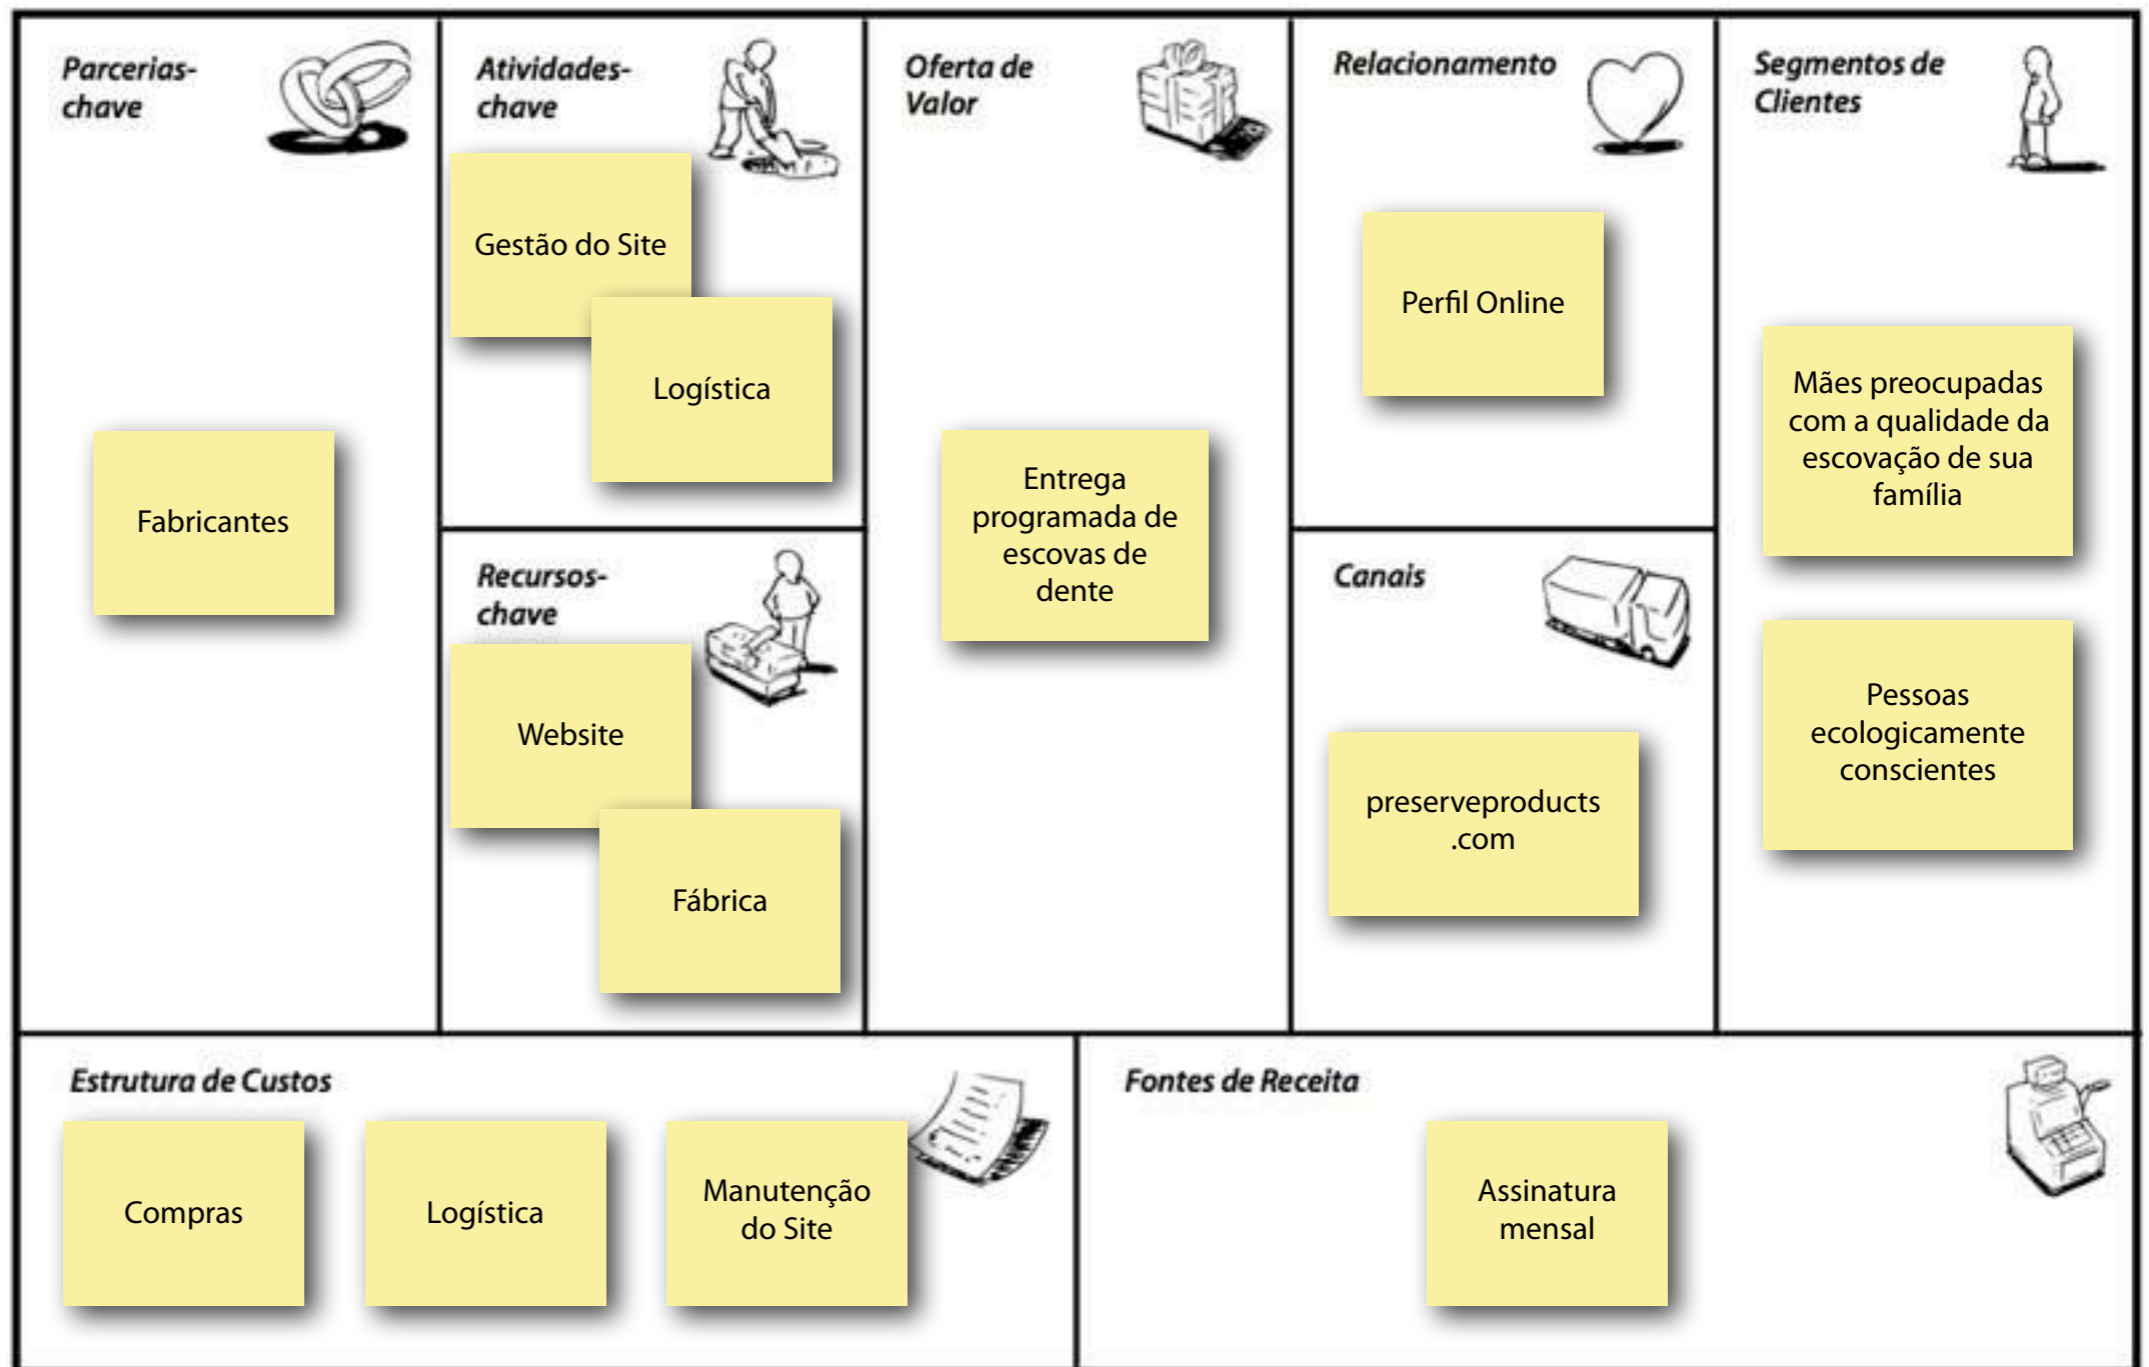 Parcerias-
chave
Fabricantes
Atividades-
chave
Gestão do Site
Logística
Recursos-
chave
Website
Fábrica
Oferta de
Valor
Entrega
programada de
escovas de
dente
Relacionamento
Perfil Online
Canais
preserveproducts
.com
Segmentos de
Clientes
Mães preocupadas
com a qualidade da
escovação de sua
família
Pessoas
ecologicamente
conscientes
Estrutura de Custos
Compras
Logística
Manutenção
do Site
Fontes de Receita
Assinatura
mensal